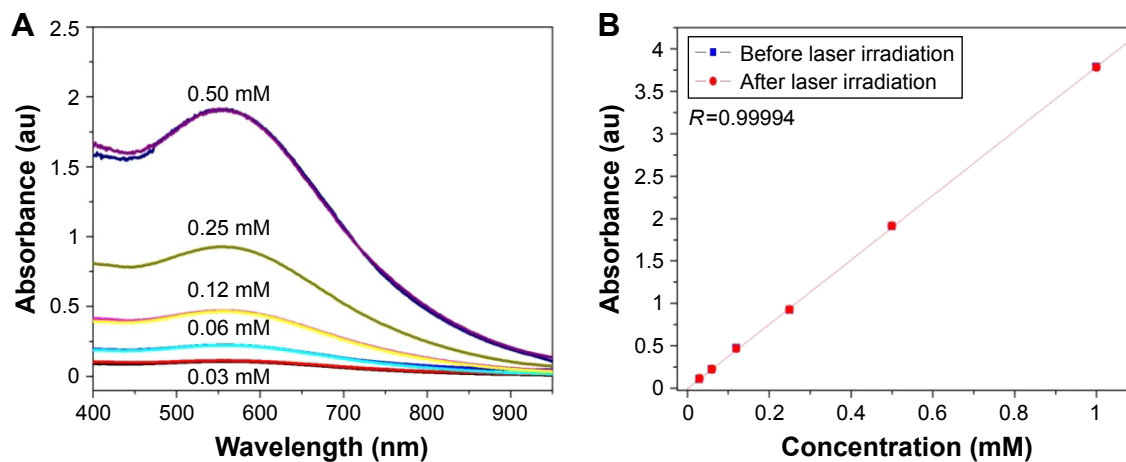 A
2.5
2
1.5
1
0.5
0
Absorbance (au)
0.50 mM
0.25 mM
0.12 mM
0.06 mM
0.03 mM
400 500 600 700 800 900
Wavelength (nm)
B
4
3.5
3
2.5
2
1.5
1
0.5
0
Absorbance (au)
Before laser irradiation
After laser irradiation
R=0.99994
0 0.2 0.4 0.6 0.8 1
Concentration (mM)